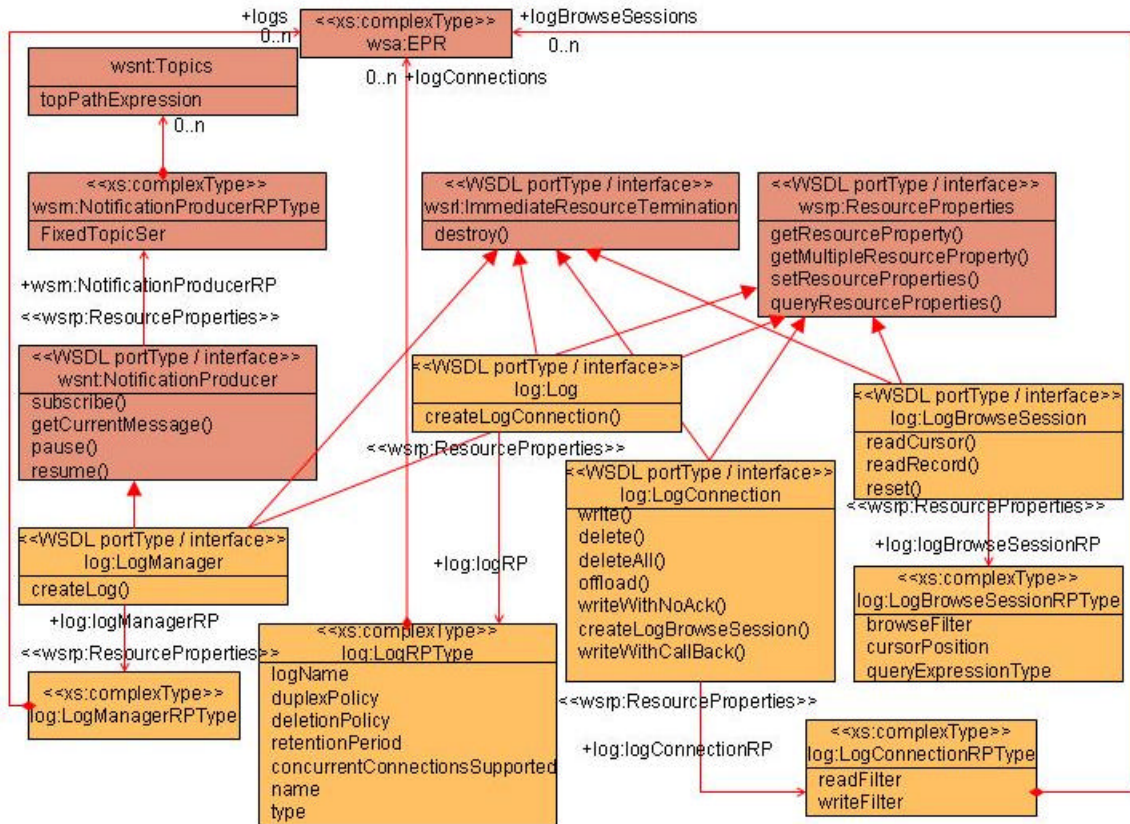 +logs
0..n
<<xs:complexType>>
wsa:EPR
+logBrowseSessions
0..n
0..n +logConnections
wsnt:Topics
topPathExpression
0..n
<<xs:complexType>>
wsrn:NotificationProducerRPType
FixedTopicSer
<<WSDL portType / interface>>
wsrl:ImmediateResourceTermination
destroy()
<<WSDL portType / interface>>
wsrp:ResourceProperties
getResourceProperty()
getMultipleResourceProperty()
setResourceProperties()
queryResourceProperties()
+wsrn:NotificationProducerRP
<<wsrp:ResourceProperties>>
<<WSDL portType / interface>>
wsnt:NotificationProducer
subscribe()
getCurrentMessage()
pause()
resume()
<<WSDL portType / interface>>
log:Log
createLogConnection()
<<wsrp:ResourceProperties>>
<<WSDL portType / interface>>
log:LogBrowseSession
readCursor()
readRecord()
reset()
<<wsrp:ResourceProperties>>
+log:logBrowseSessionRP
<<WSDL portType / interface>>
log:LogConnection
write()
delete()
deleteAll()
offload()
writeWithNoAck()
createLogBrowseSession()
writeWithCallBack()
<<WSDL portType / interface>>
log:LogManager
createLog()
+log:logRP
+log:logManagerRP
<<wsrp:ResourceProperties>>
<<xs:complexType>>
log:LogManagerRPType
<<xs:complexType>>
log:LogRPType
logName
duplexPolicy
deletionPolicy
retentionPeriod
concurrentConnectionsSupported
name
type
<<xs:complexType>>
log:LogBrowseSessionRPType
browseFilter
cursorPosition
queryExpressionType
<<wsrp:ResourceProperties>>
+log:logConnectionRP
<<xs:complexType>>
log:LogConnectionRPType
readFilter
writeFilter